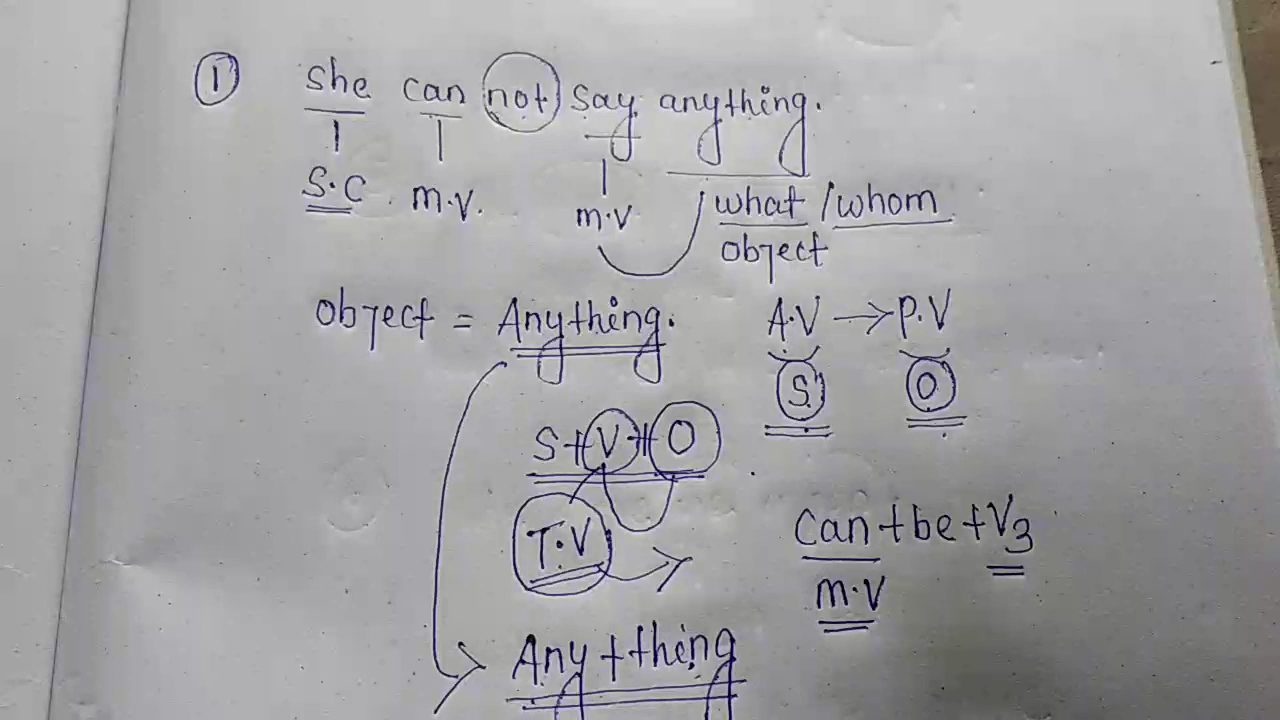 ① She can not say anything.
S.C m.v. m.v what / whom
object
object = Anything. A.V → P.V
S O
S+V+O
T.V can+be+V3
m.v
Any+thing